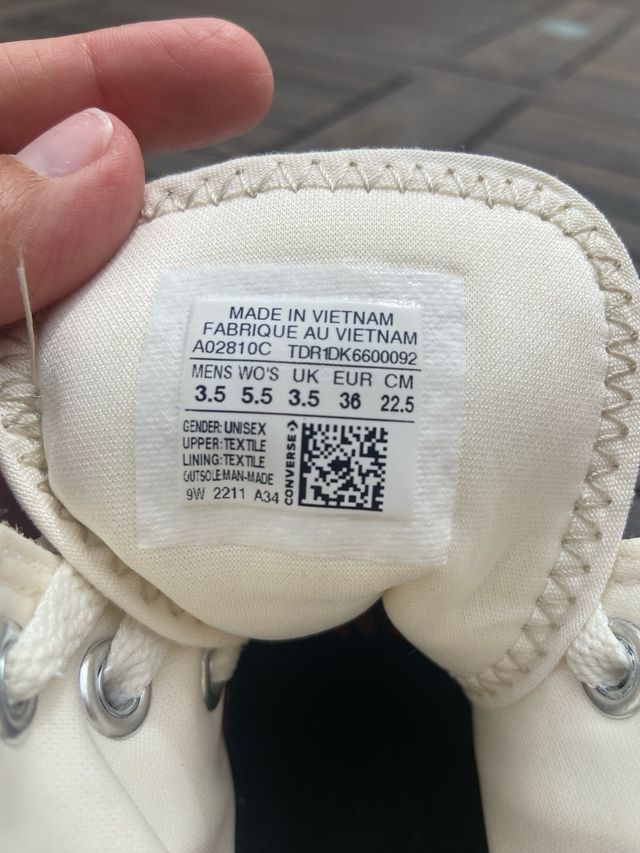 MADE IN VIETNAM
FABRIQUE AU VIETNAM
A02810C TDR1DK6600092
MENS WO'S UK EUR CM
3.5 5.5 3.5 36 22.5
GENDER: UNISEX
UPPER: TEXTILE
LINING: TEXTILE
OUTSOLE: MAN-MADE
9W 2211 A34
CONVERSE